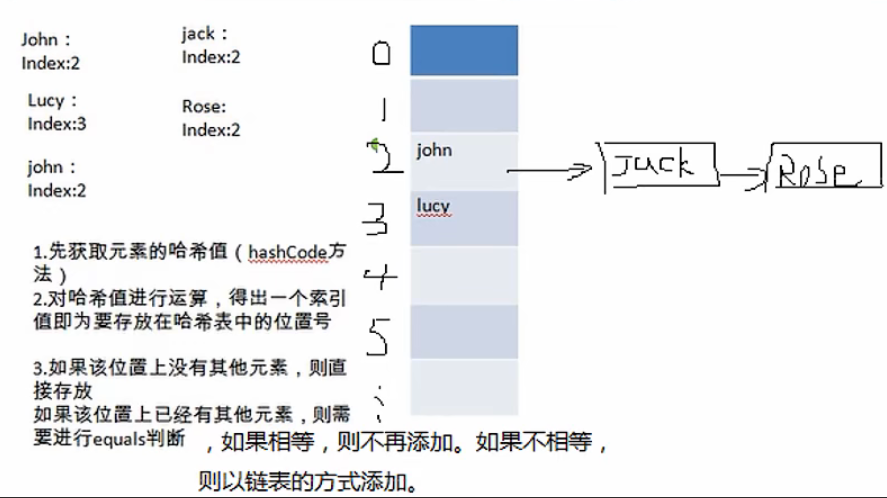 John：
Index:2
jack：
Index:2
Lucy：
Index:3
Rose:
Index:2
john：
Index:2
1.先获取元素的哈希值（hashCode方
法）
2.对哈希值进行运算，得出一个索引
值即为要存放在哈希表中的位置号
3.如果该位置上没有其他元素，则直
接存放
如果该位置上已经有其他元素，则需
要进行equals判断，如果相等，则不再添加。如果不相等，
则以链表的方式添加。
0
1
2 john Jack Rose
3 lucy
4
5